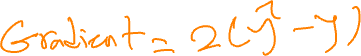 Gradient = 2(ŷ - y)